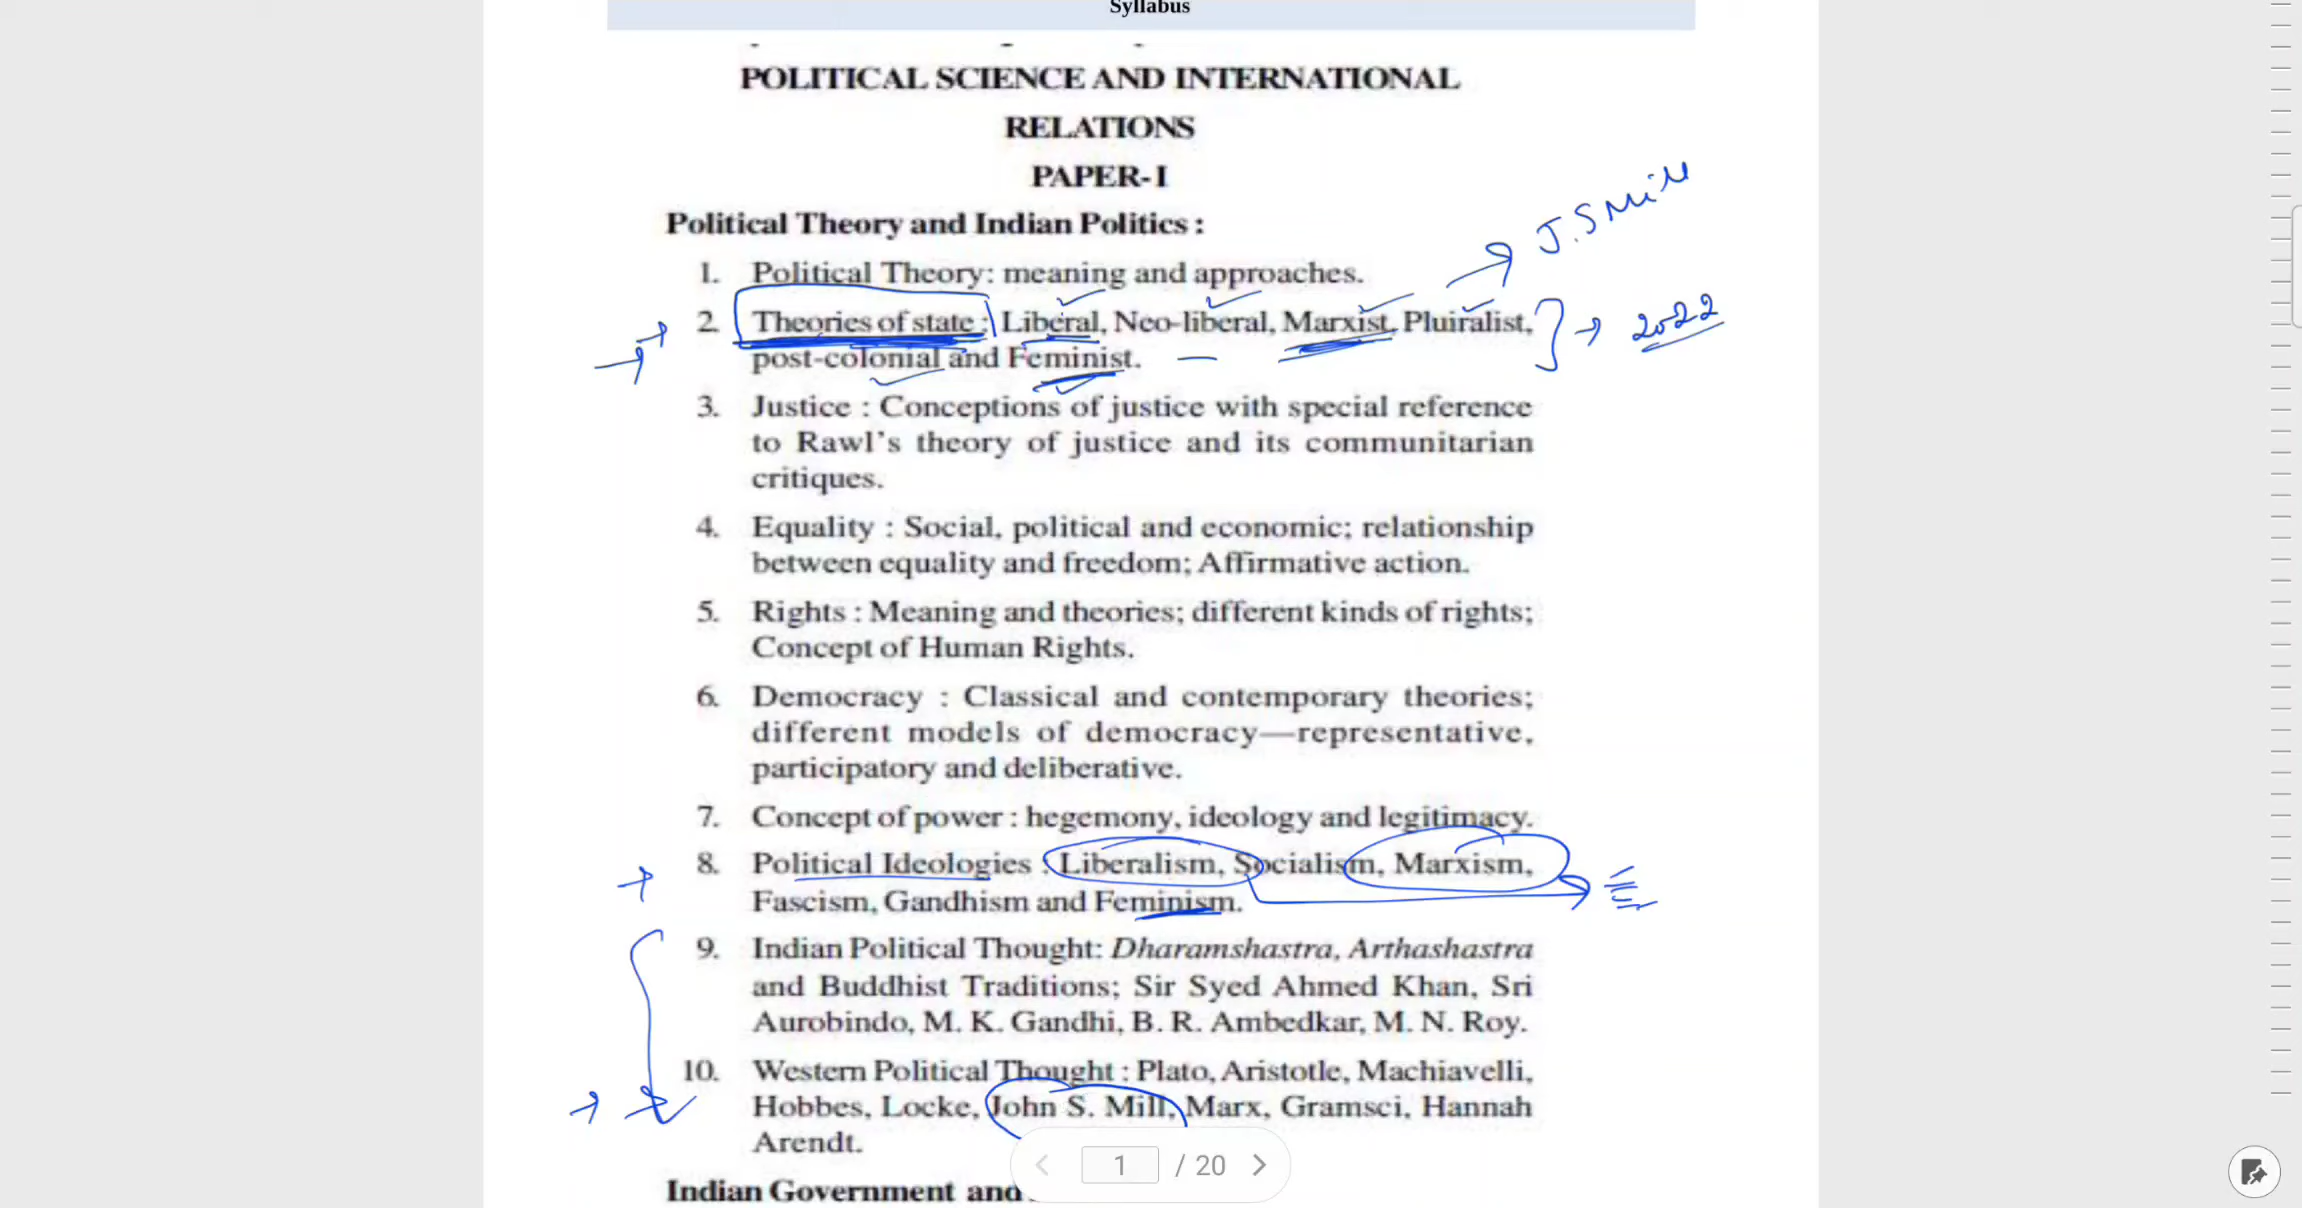 Syllabus
POLITICAL SCIENCE AND INTERNATIONAL
RELATIONS
PAPER-I
Political Theory and Indian Politics :
1. Political Theory: meaning and approaches.
2. Theories of state : Liberal, Neo-liberal, Marxist, Pluiralist,
post-colonial and Feminist.
J.S Mill
2022
3. Justice : Conceptions of justice with special reference
to Rawl's theory of justice and its communitarian
critiques.
4. Equality : Social, political and economic; relationship
between equality and freedom; Affirmative action.
5. Rights : Meaning and theories; different kinds of rights;
Concept of Human Rights.
6. Democracy : Classical and contemporary theories;
different models of democracy—representative,
participatory and deliberative.
7. Concept of power : hegemony, ideology and legitimacy.
8. Political Ideologies : Liberalism, Socialism, Marxism,
Fascism, Gandhism and Feminism.
9. Indian Political Thought: Dharamshastra, Arthashastra
and Buddhist Traditions; Sir Syed Ahmed Khan, Sri
Aurobindo, M. K. Gandhi, B. R. Ambedkar, M. N. Roy.
10. Western Political Thought : Plato, Aristotle, Machiavelli,
Hobbes, Locke, John S. Mill, Marx, Gramsci, Hannah
Arendt.
1 / 20
Indian Government and